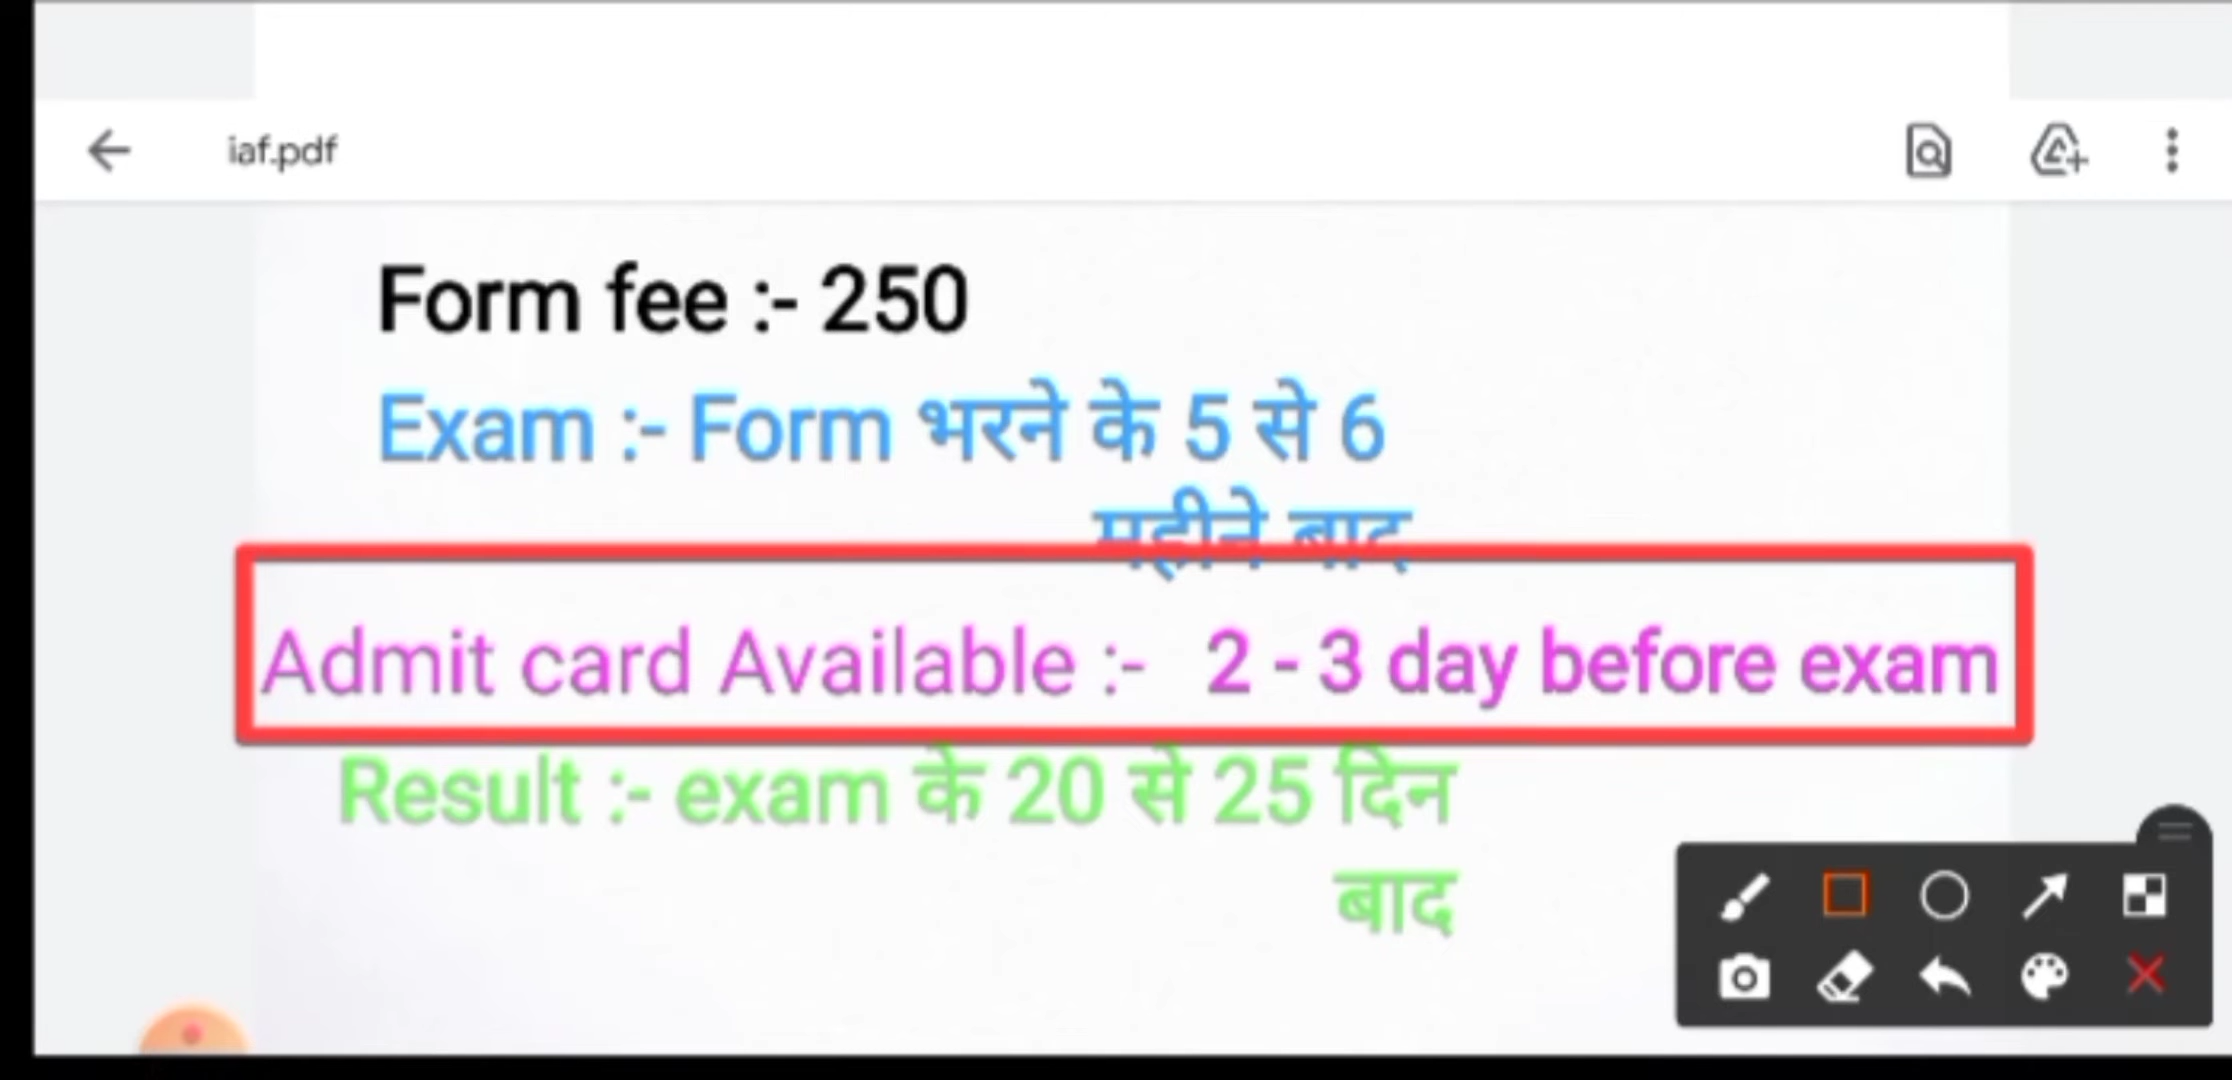 iaf.pdf
Form fee :- 250
Exam :- Form भरने के 5 से 6
महीने बाद
Admit card Available :- 2 - 3 day before exam
Result :- exam के 20 से 25 दिन
बाद